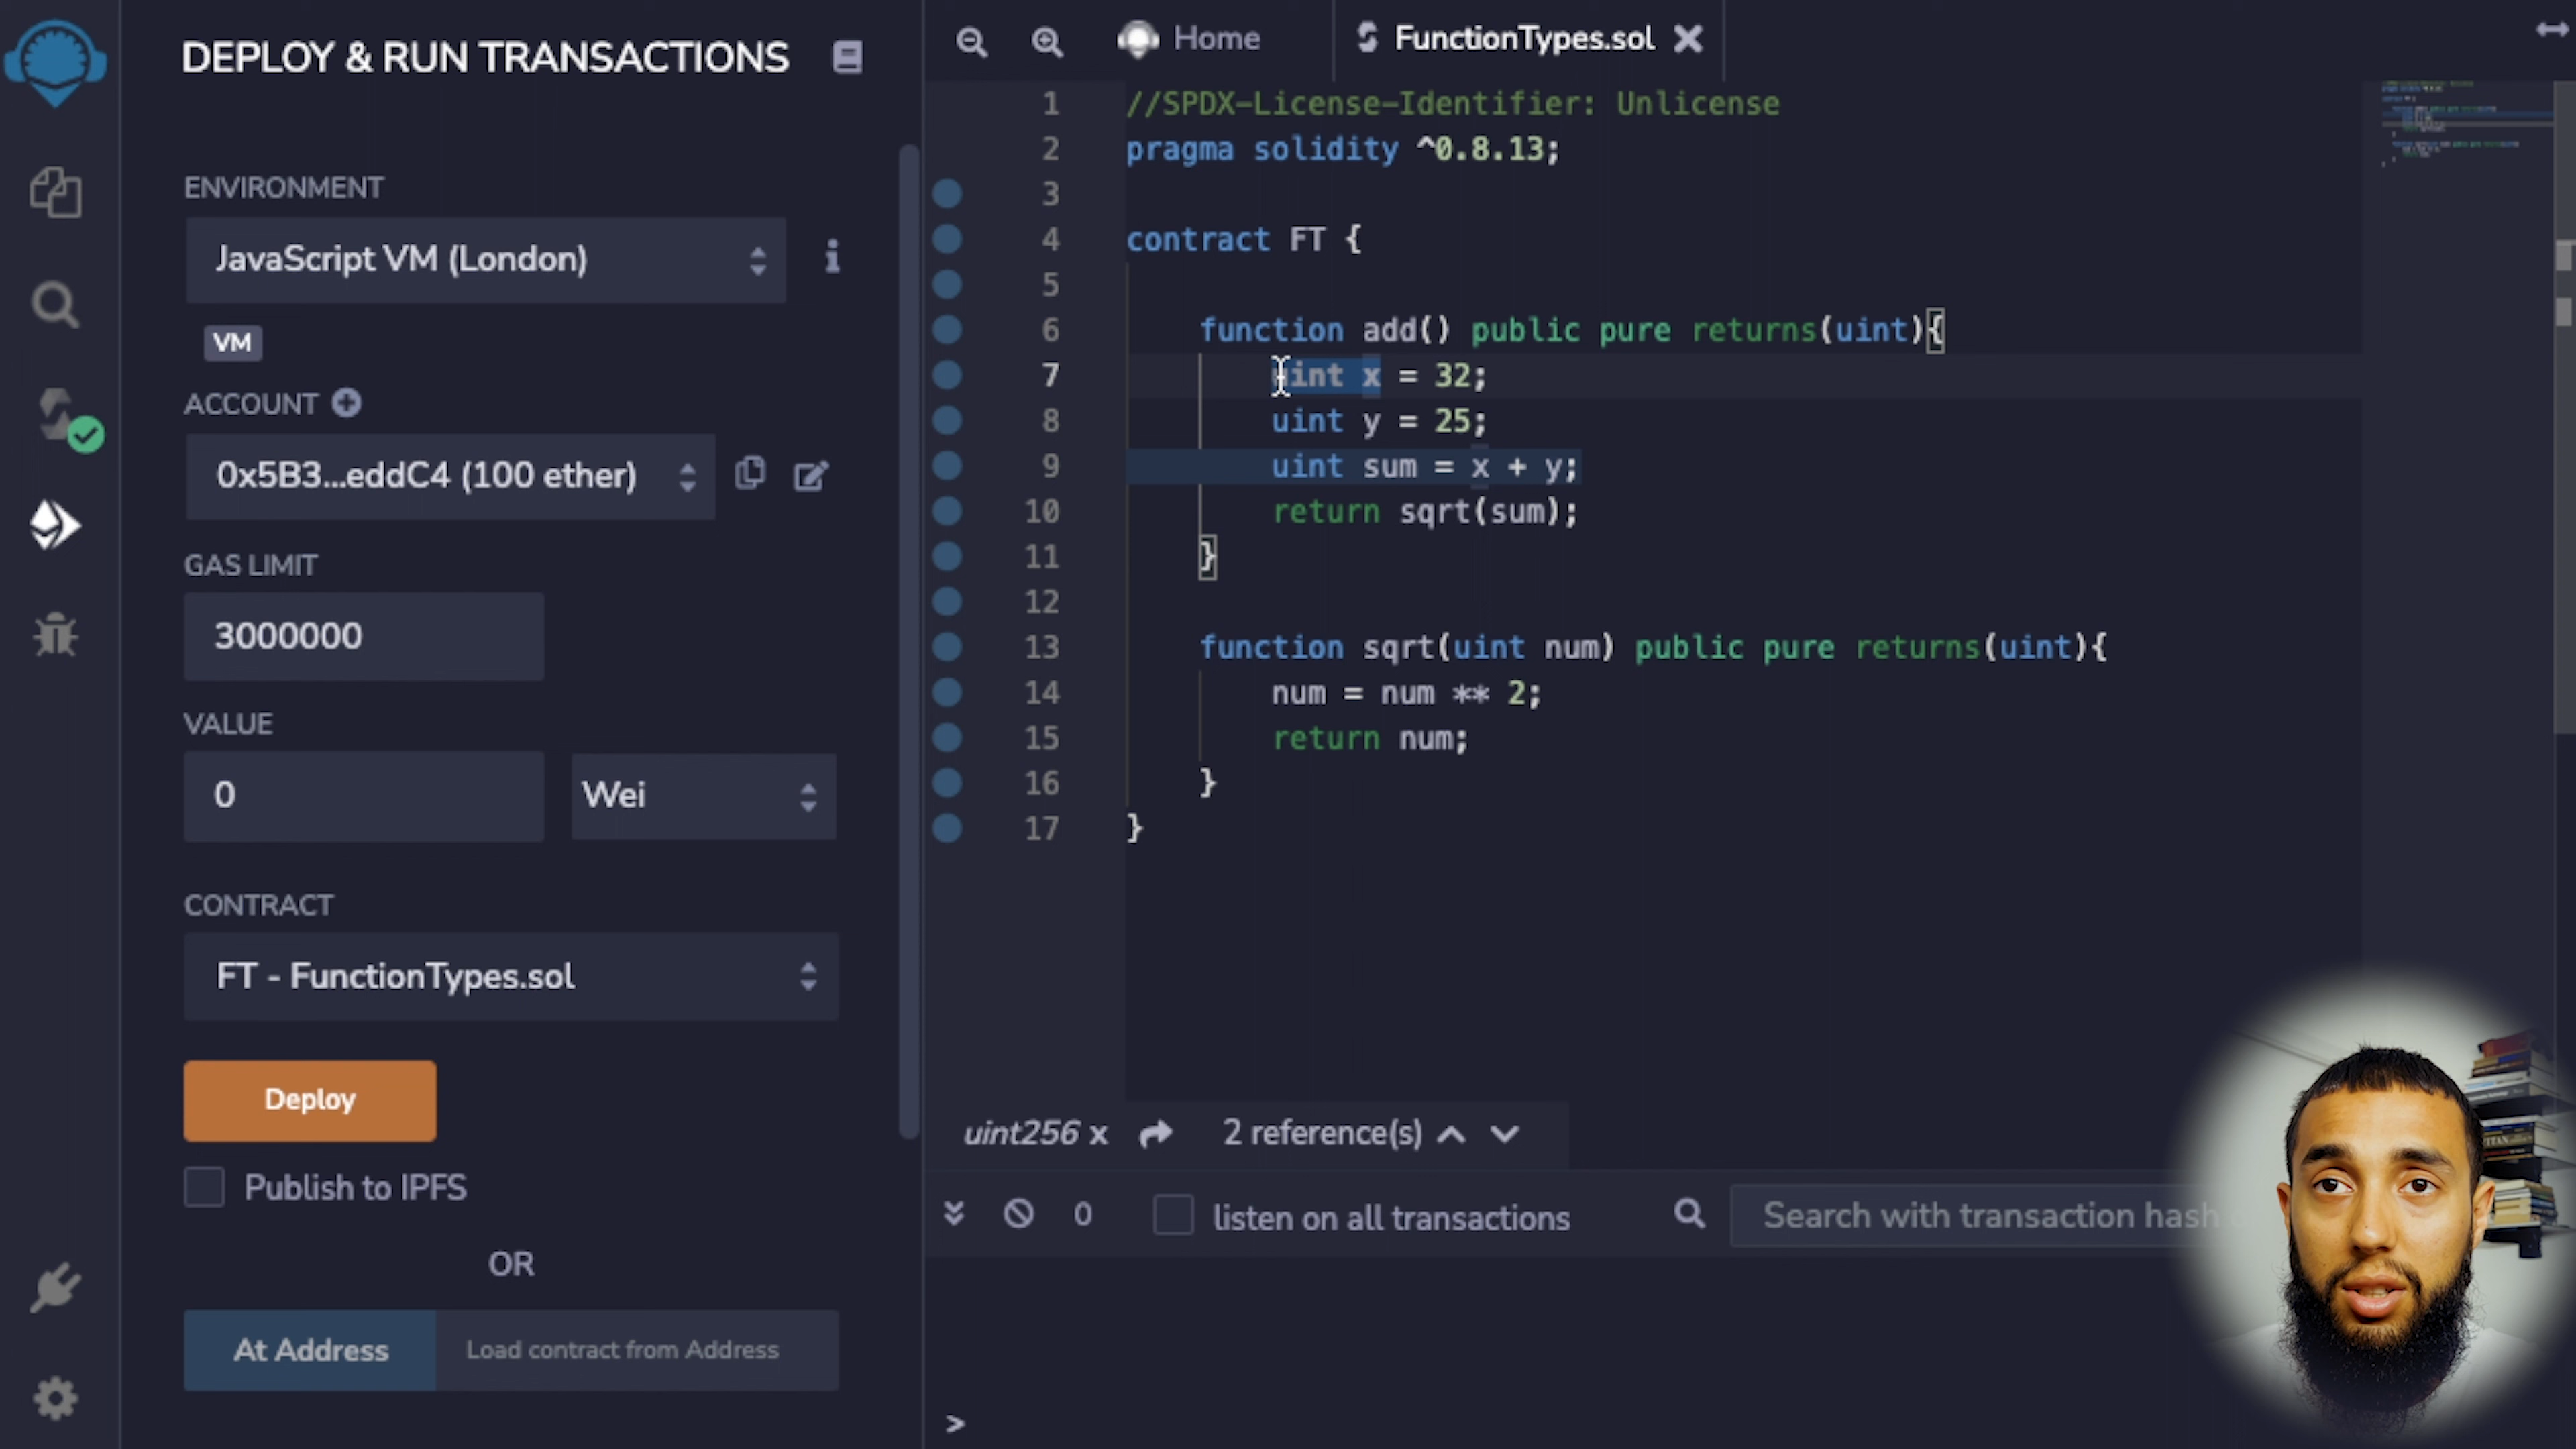 DEPLOY & RUN TRANSACTIONS
ENVIRONMENT
JavaScript VM (London)
VM
ACCOUNT
0x5B3...eddC4 (100 ether)
GAS LIMIT
3000000
VALUE
0
Wei
CONTRACT
FT - FunctionTypes.sol
Deploy
Publish to IPFS
OR
At Address
Load contract from Address
Home
FunctionTypes.sol
1 //SPDX-License-Identifier: Unlicense
2 pragma solidity ^0.8.13;
3
4 contract FT {
5
6 function add() public pure returns(uint){
7 uint x = 32;
8 uint y = 25;
9 uint sum = x + y;
10 return sqrt(sum);
11 }
12
13 function sqrt(uint num) public pure returns(uint){
14 num = num ** 2;
15 return num;
16 }
17 }
uint256 x 2 reference(s)
0 listen on all transactions Search with transaction hash
>